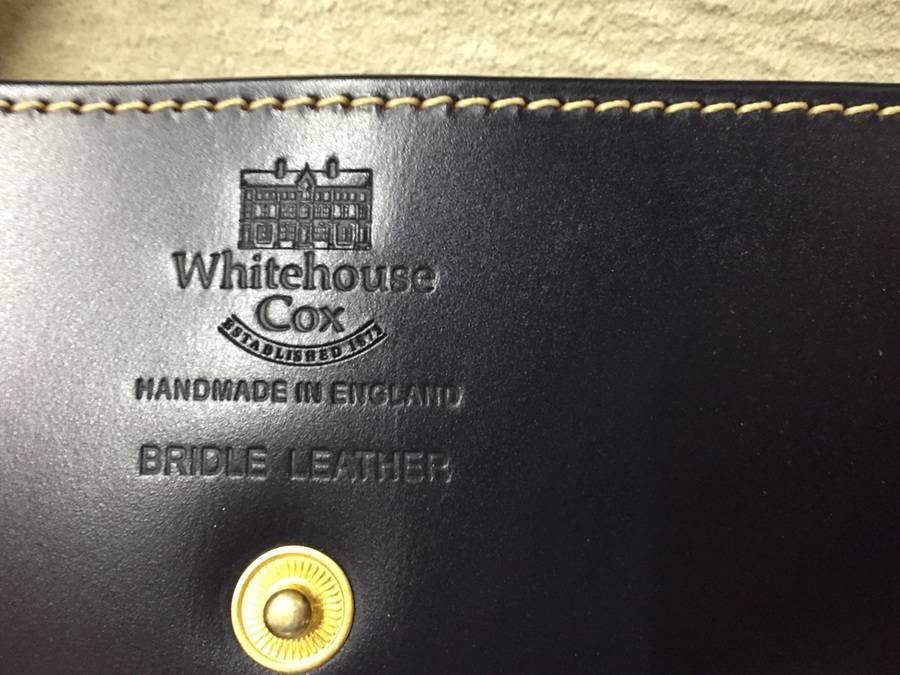 Whitehouse
Cox
ESTABLISHED 1875
HANDMADE IN ENGLAND
BRIDLE LEATHER